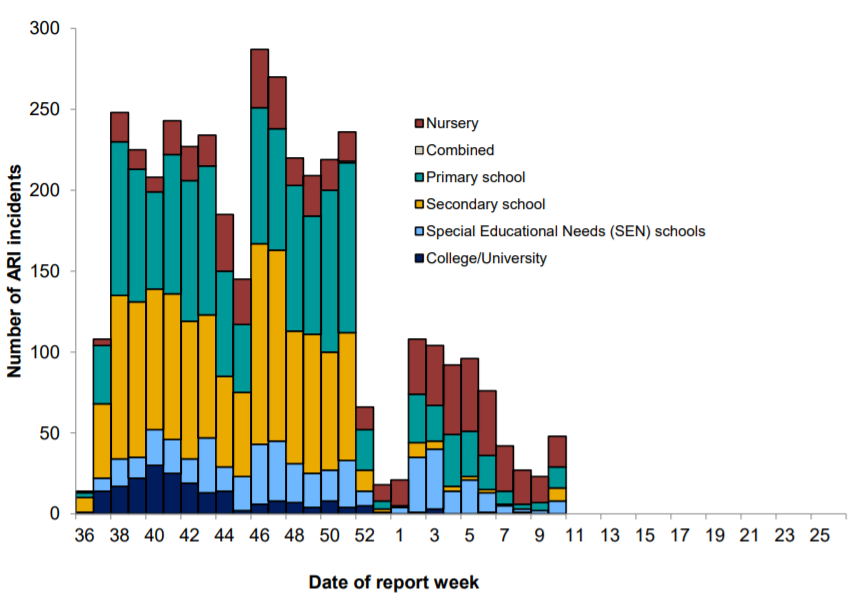 300
250
200
150
100
50
0
Number of ARI incidents
Nursery
Combined
Primary school
Secondary school
Special Educational Needs (SEN) schools
College/University
36 38 40 42 44 46 48 50 52 1 3 5 7 9 11 13 15 17 19 21 23 25
Date of report week